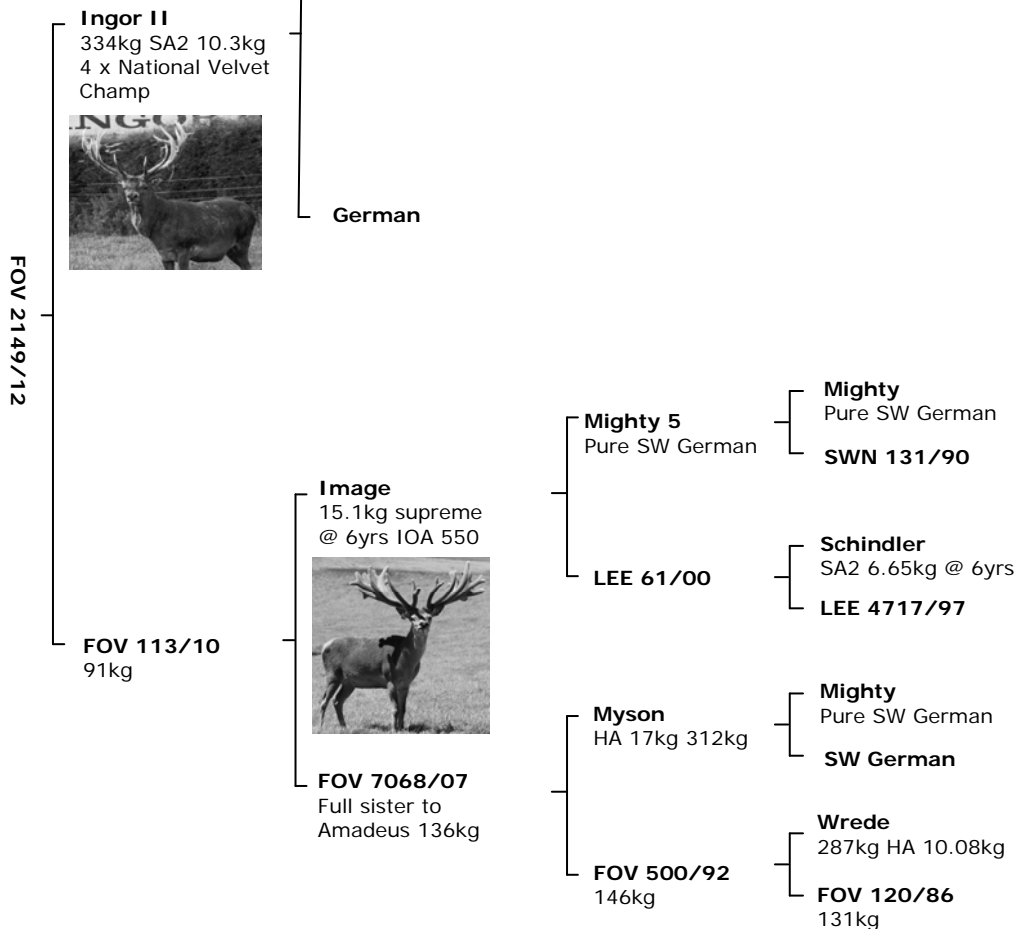 Ingor II
334kg SA2 10.3kg
4 x National Velvet
Champ
NGOR
German
FOV 2149/12
Mighty 5
Pure SW German
Mighty
Pure SW German
SWN 131/90
Image
15.1kg supreme
@ 6yrs IOA 550
LEE 61/00
Schindler
SA2 6.65kg @ 6yrs
LEE 4717/97
FOV 113/10
91kg
Myson
HA 17kg 312kg
Mighty
Pure SW German
SW German
FOV 7068/07
Full sister to
Amadeus 136kg
FOV 500/92
146kg
Wrede
287kg HA 10.08kg
FOV 120/86
131kg